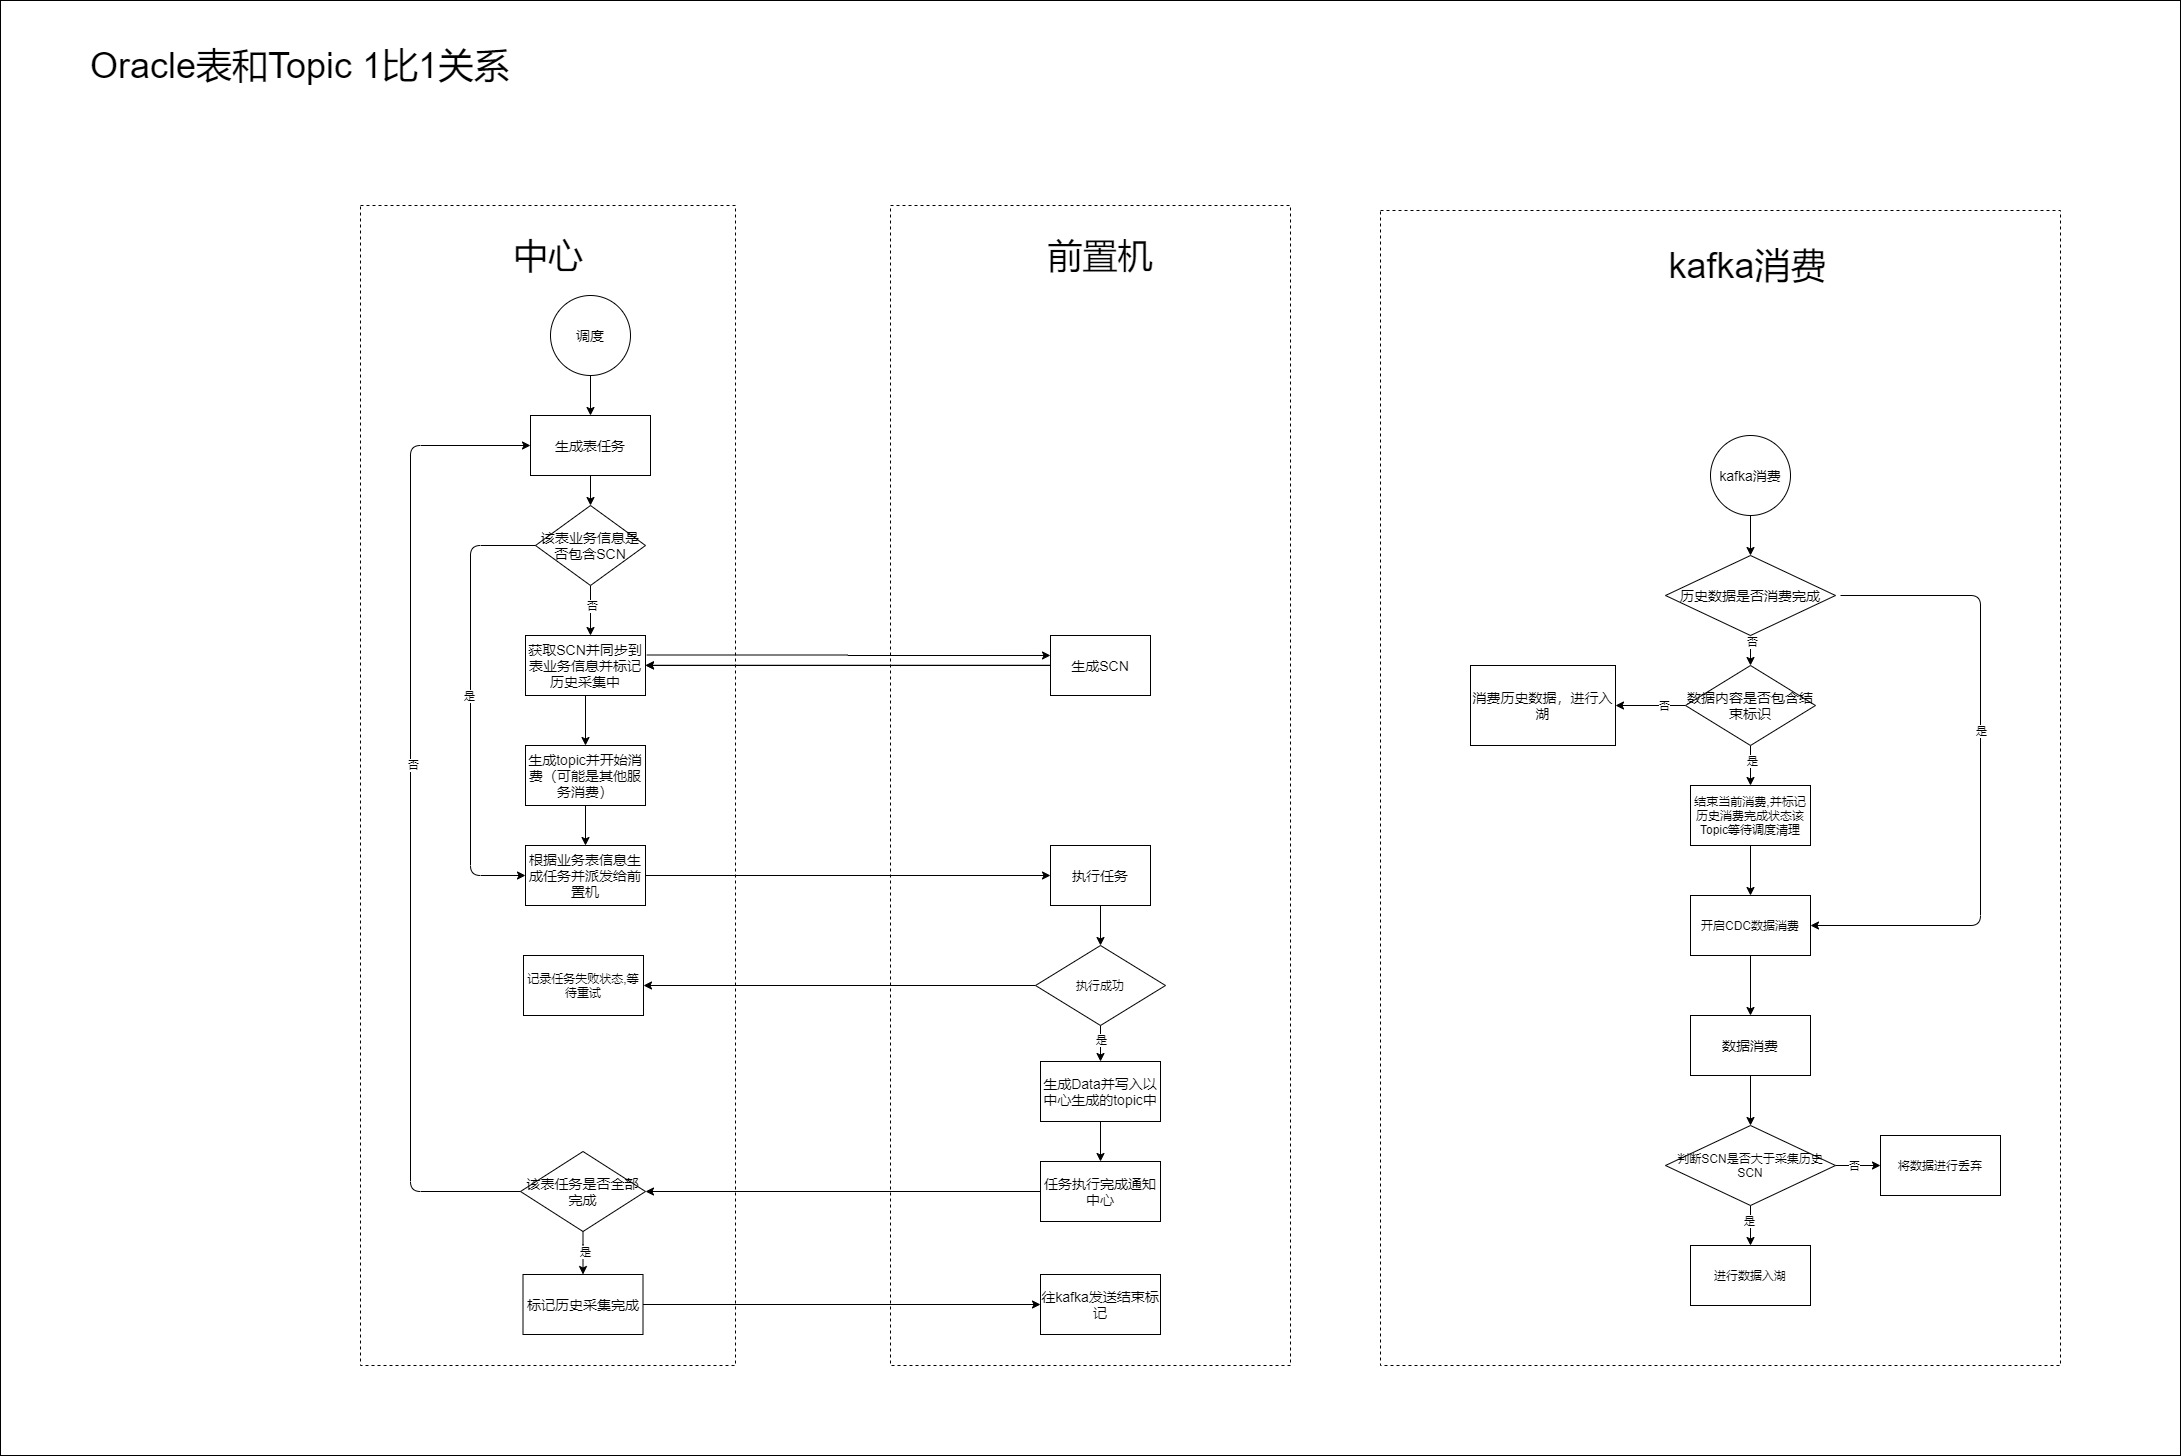 Oracle表和Topic 1比1关系
中心
调度
生成表任务
该表业务信息是
否包含SCN
否
获取SCN并同步到
表业务信息并标记
历史采集中
是
生成topic并开始消
费（可能是其他服
务消费）
否
根据业务表信息生
成任务并派发给前
置机
记录任务失败状态,等
待重试
该表任务是否全部
完成
是
标记历史采集完成
前置机
生成SCN
执行任务
执行成功
是
生成Data并写入以
中心生成的topic中
任务执行完成通知
中心
往kafka发送结束标
记
kafka消费
kafka消费
历史数据是否消费完成
否
数据内容是否包含结
束标识
否
消费历史数据，进行入
湖
是
是
结束当前消费,并标记
历史消费完成状态该
Topic等待调度清理
开启CDC数据消费
数据消费
判断SCN是否大于采集历史
SCN
否
将数据进行丢弃
是
进行数据入湖